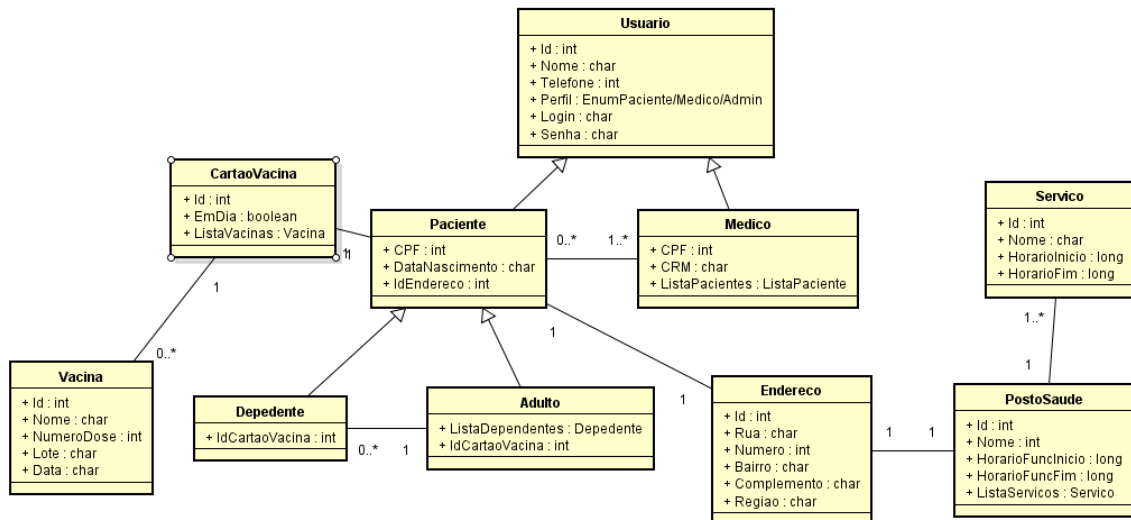 Usuario
+ Id : int
+ Nome : char
+ Telefone : int
+ Perfil : EnumPaciente/Medico/Admin
+ Login : char
+ Senha : char
CartaoVacina
+ Id : int
+ EmDia : boolean
+ ListaVacinas : Vacina
Paciente
+ CPF : int
+ DataNascimento : char
+ IdEndereco : int
0..*
1..*
Medico
+ CPF : int
+ CRM : char
+ ListaPacientes : ListaPaciente
Servico
+ Id : int
+ Nome : char
+ HorarioInicio : long
+ HorarioFim : long
1
0..*
1
1
1..*
1
Vacina
+ Id : int
+ Nome : char
+ NumeroDose : int
+ Lote : char
+ Data : char
Depedente
+ IdCartaoVacina : int
0..*
1
Adulto
+ ListaDependentes : Depedente
+ IdCartaoVacina : int
Endereco
+ Id : int
+ Rua : char
+ Numero : int
+ Bairro : char
+ Complemento : char
+ Regiao : char
1
1
PostoSaude
+ Id : int
+ Nome : int
+ HorarioFuncInicio : long
+ HorarioFuncFim : long
+ ListaServicos : Servico